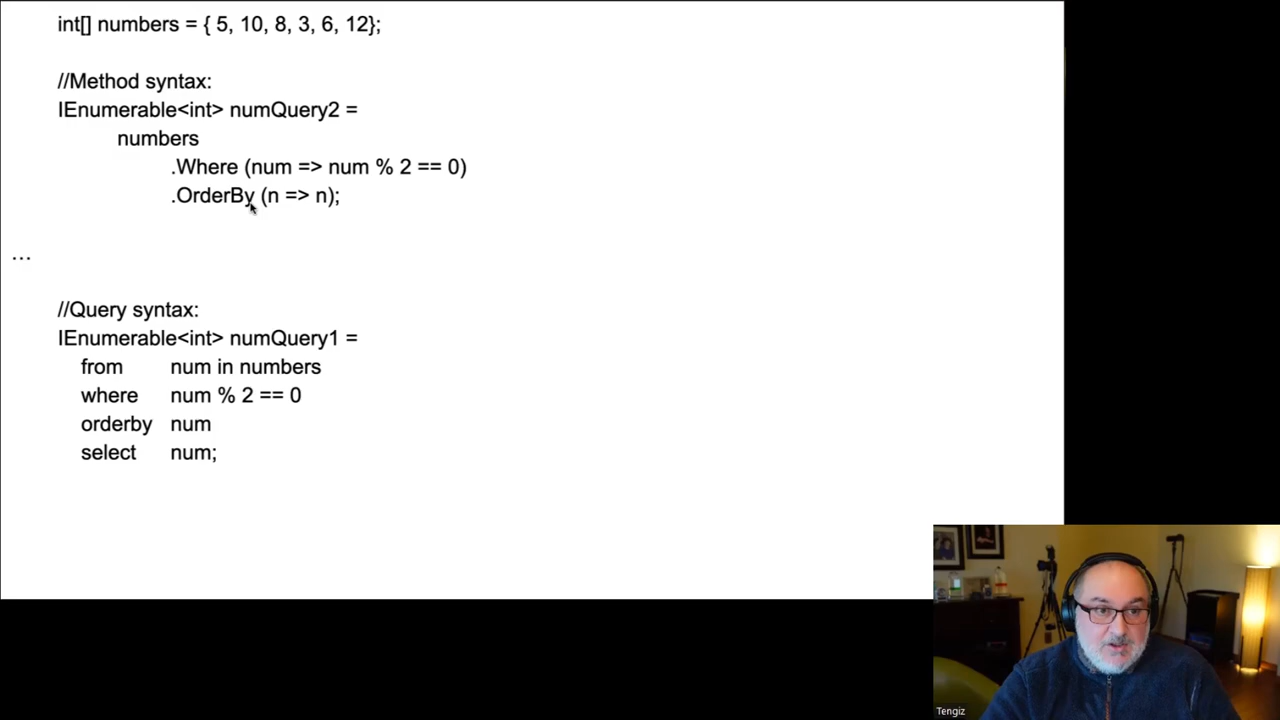 int[] numbers = { 5, 10, 8, 3, 6, 12};
//Method syntax:
IEnumerable<int> numQuery2 =
numbers
.Where (num => num % 2 == 0)
.OrderBy (n => n);
...
//Query syntax:
IEnumerable<int> numQuery1 =
from num in numbers
where num % 2 == 0
orderby num
select num;
Tengiz